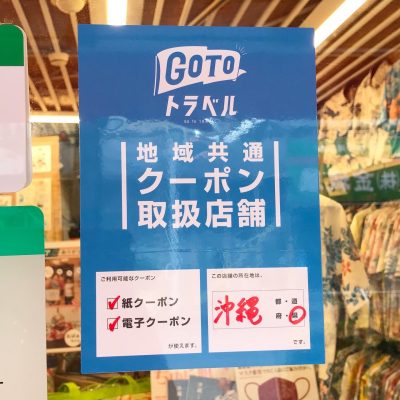 GOTO
トラベル
GO TO TRAVEL
地域共通
クーポン
取扱店舗
ご利用可能なクーポン
紙クーポン
電子クーポン
が使えます。
この店舗の所在地は、
沖縄
都・道
府・県
です。